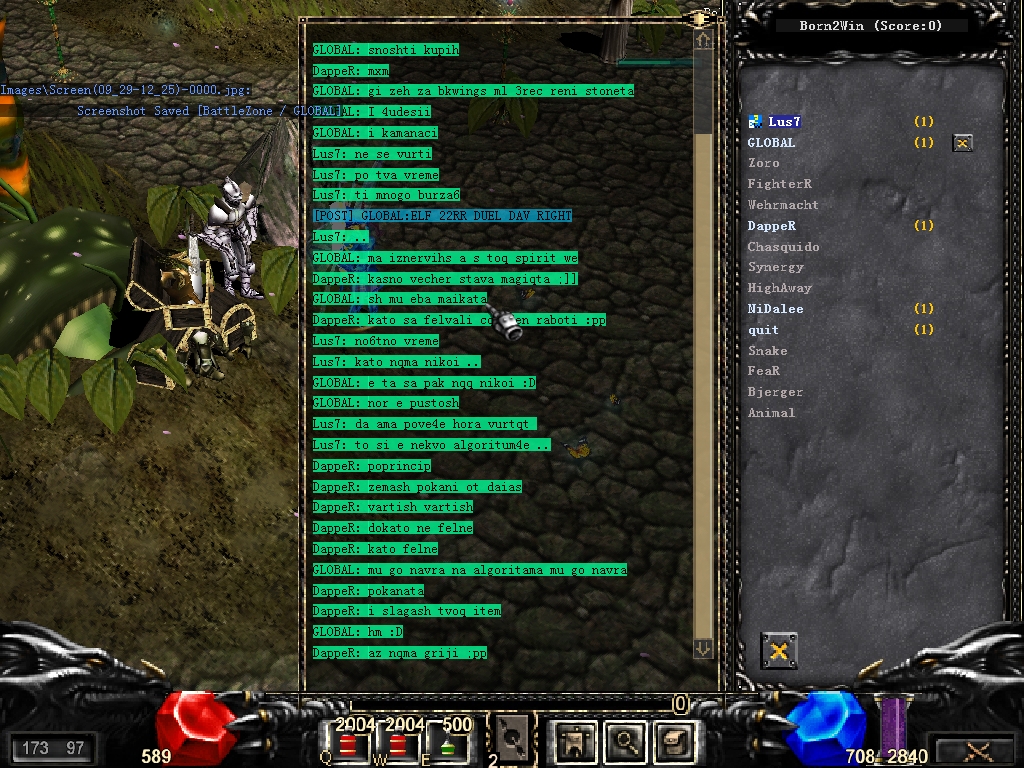 Born2Win (Score:0)
Images\Screen(09_29-12_25)-0000.jpg:
Screenshot Saved [BattleZone / GLOBAL]
GLOBAL: snoshti kupih
DappeR: mxm
GLOBAL: gi zeh za bkwings ml 3rec reni stoneta
GLOBAL: I 4udesii
GLOBAL: i kamanaci
Lus7: ne se vurti
Lus7: po tva vreme
Lus7: ti mnogo burza6
[POST] GLOBAL:ELF 22RR DUEL DAV RIGHT
Lus7: ..
GLOBAL: ma iznervihs a s toq spirit we
DappeR: kasno vecher stava magiqta ;]]
GLOBAL: sh mu eba maikata
DappeR: kato sa felvali raboti :pp
Lus7: no6tno vreme
Lus7: kato nqma nikoi ..
GLOBAL: e ta sa pak nqq nikoi :D
GLOBAL: nor e pustosh
Lus7: da ama pove4e hora vurtqt
Lus7: to si e nekvo algoritum4e ..
DappeR: poprincip
DappeR: zemash pokani ot daias
DappeR: vartish vartish
DappeR: dokato ne felne
DappeR: kato felne
GLOBAL: mu go navra na algoritama mu go navra
DappeR: pokanata
DappeR: i slagash tvoq item
GLOBAL: hm :D
DappeR: az nqma griji ;pp
Lus7 (1)
GLOBAL (1)
Zoro
FighterR
Wehrmacht
DappeR (1)
Chasquido
Synergy
HighAway
NiDalee (1)
quit (1)
Snake
FeaR
Bjerger
Animal
0
2004 2004 500
Q W E 2
173 97
589
708 2840